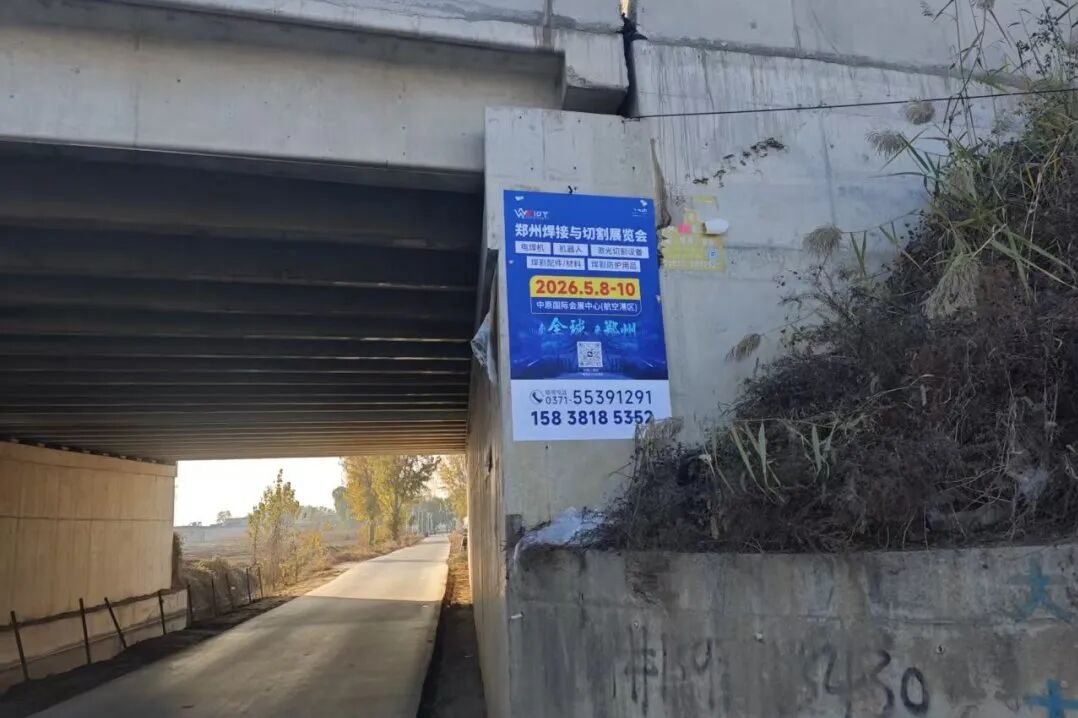 郑州焊接与切割展览会
电焊机 机器人 激光切割设备
焊割配件/材料 焊割防护用品
2026.5.8-10
中原国际会展中心(航空港区)
全球 郑州
0371-55391291
158 3818 5352